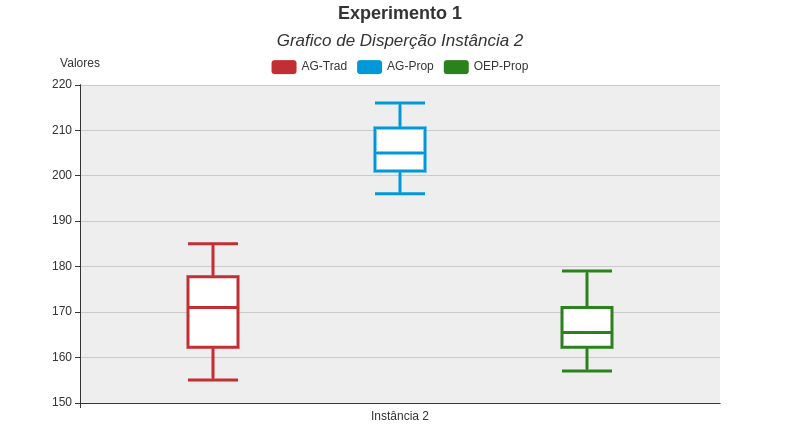 Experimento 1
Grafico de Disperção Instância 2
Valores
AG-Trad AG-Prop OEP-Prop
220
210
200
190
180
170
160
150
Instância 2